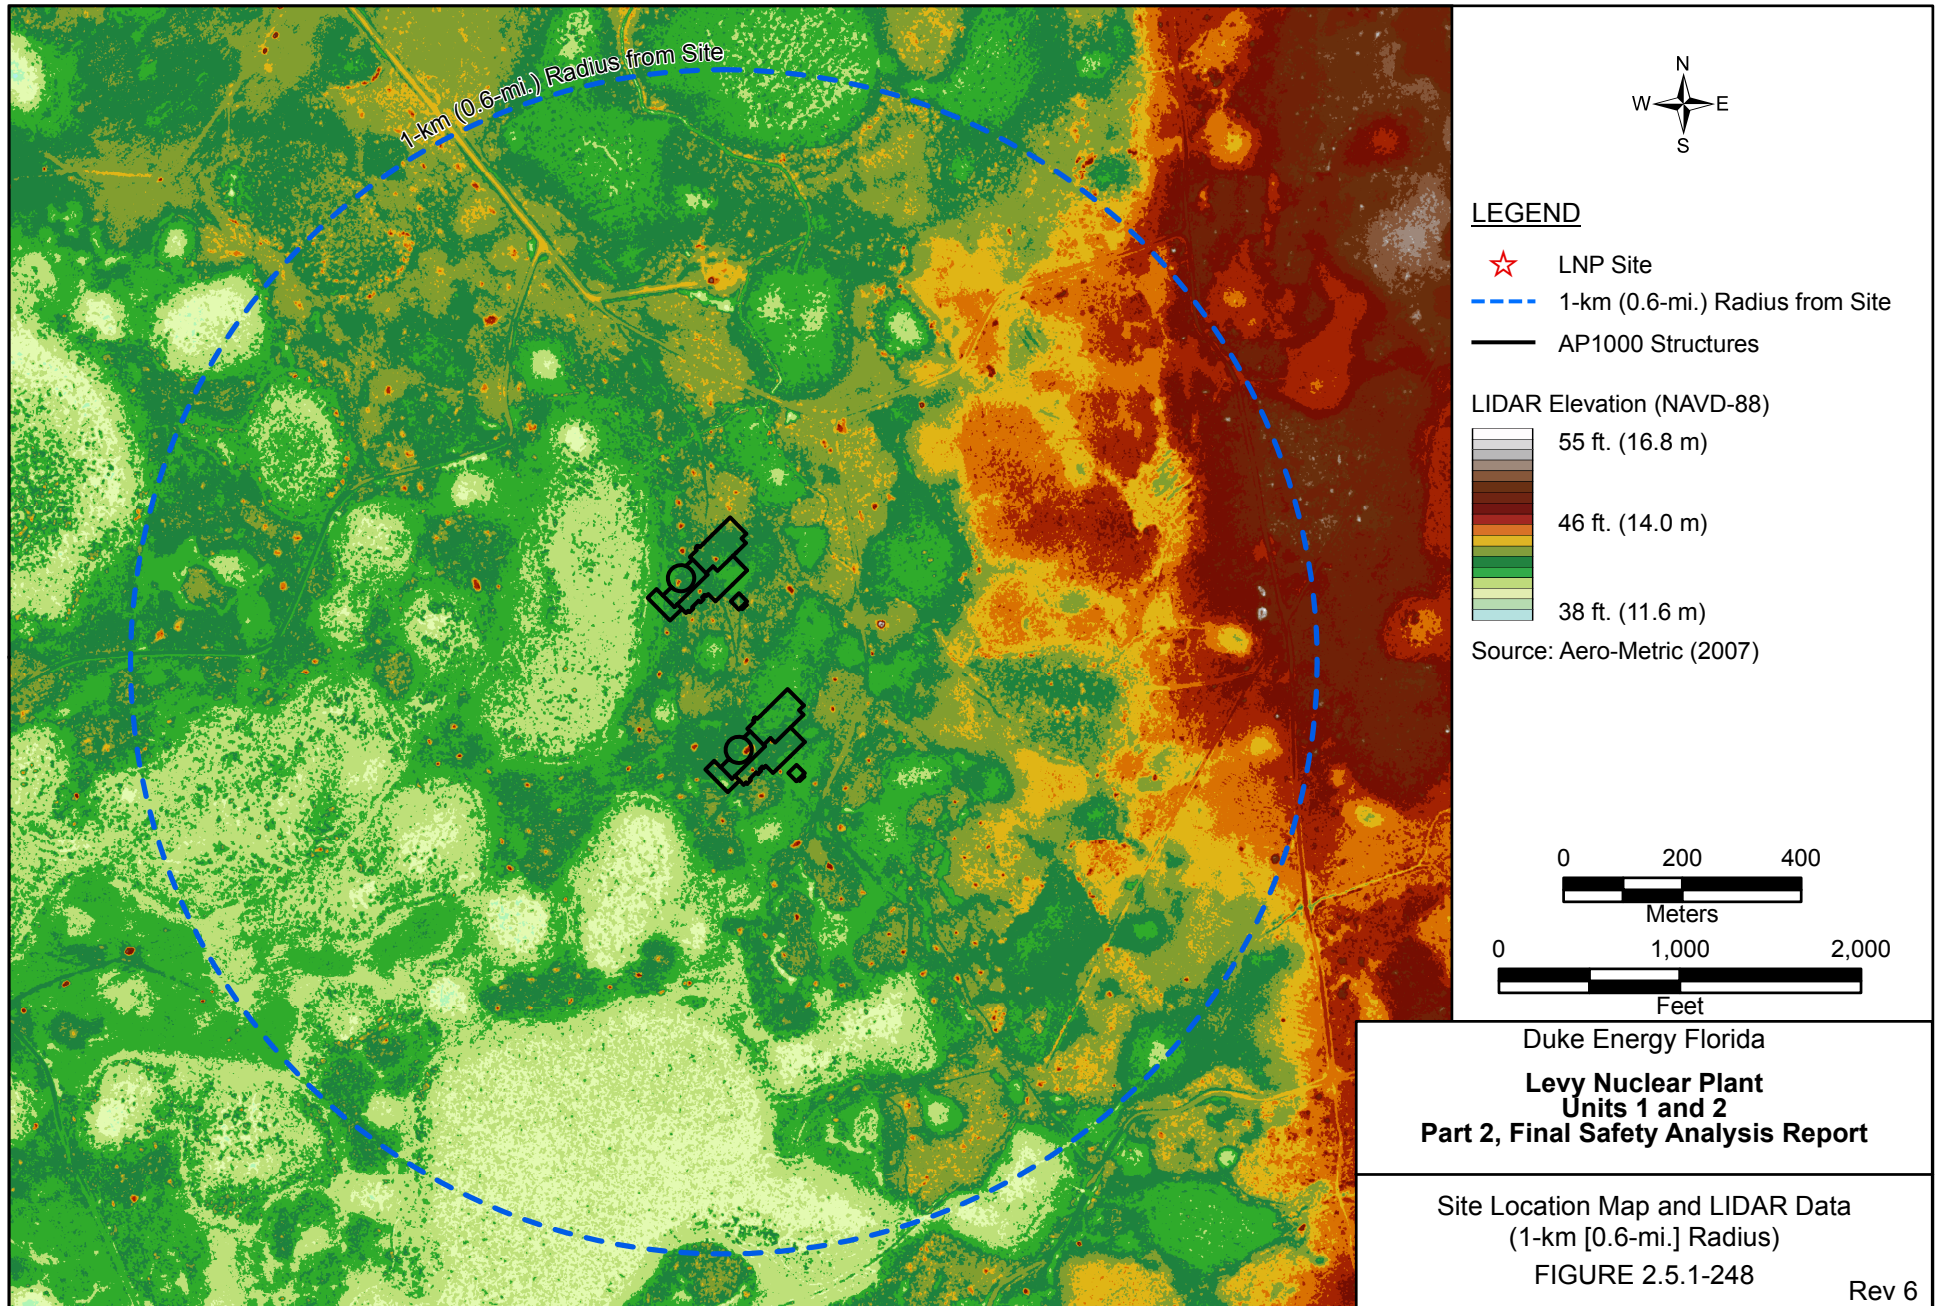 1-km (0.6-mi.) Radius from Site
N
W E
S
LEGEND
LNP Site
1-km (0.6-mi.) Radius from Site
AP1000 Structures
LIDAR Elevation (NAVD-88)
55 ft. (16.8 m)
46 ft. (14.0 m)
38 ft. (11.6 m)
Source: Aero-Metric (2007)
0 200 400
Meters
0 1,000 2,000
Feet
Duke Energy Florida
Levy Nuclear Plant
Units 1 and 2
Part 2, Final Safety Analysis Report
Site Location Map and LIDAR Data
(1-km [0.6-mi.] Radius)
FIGURE 2.5.1-248
Rev 6